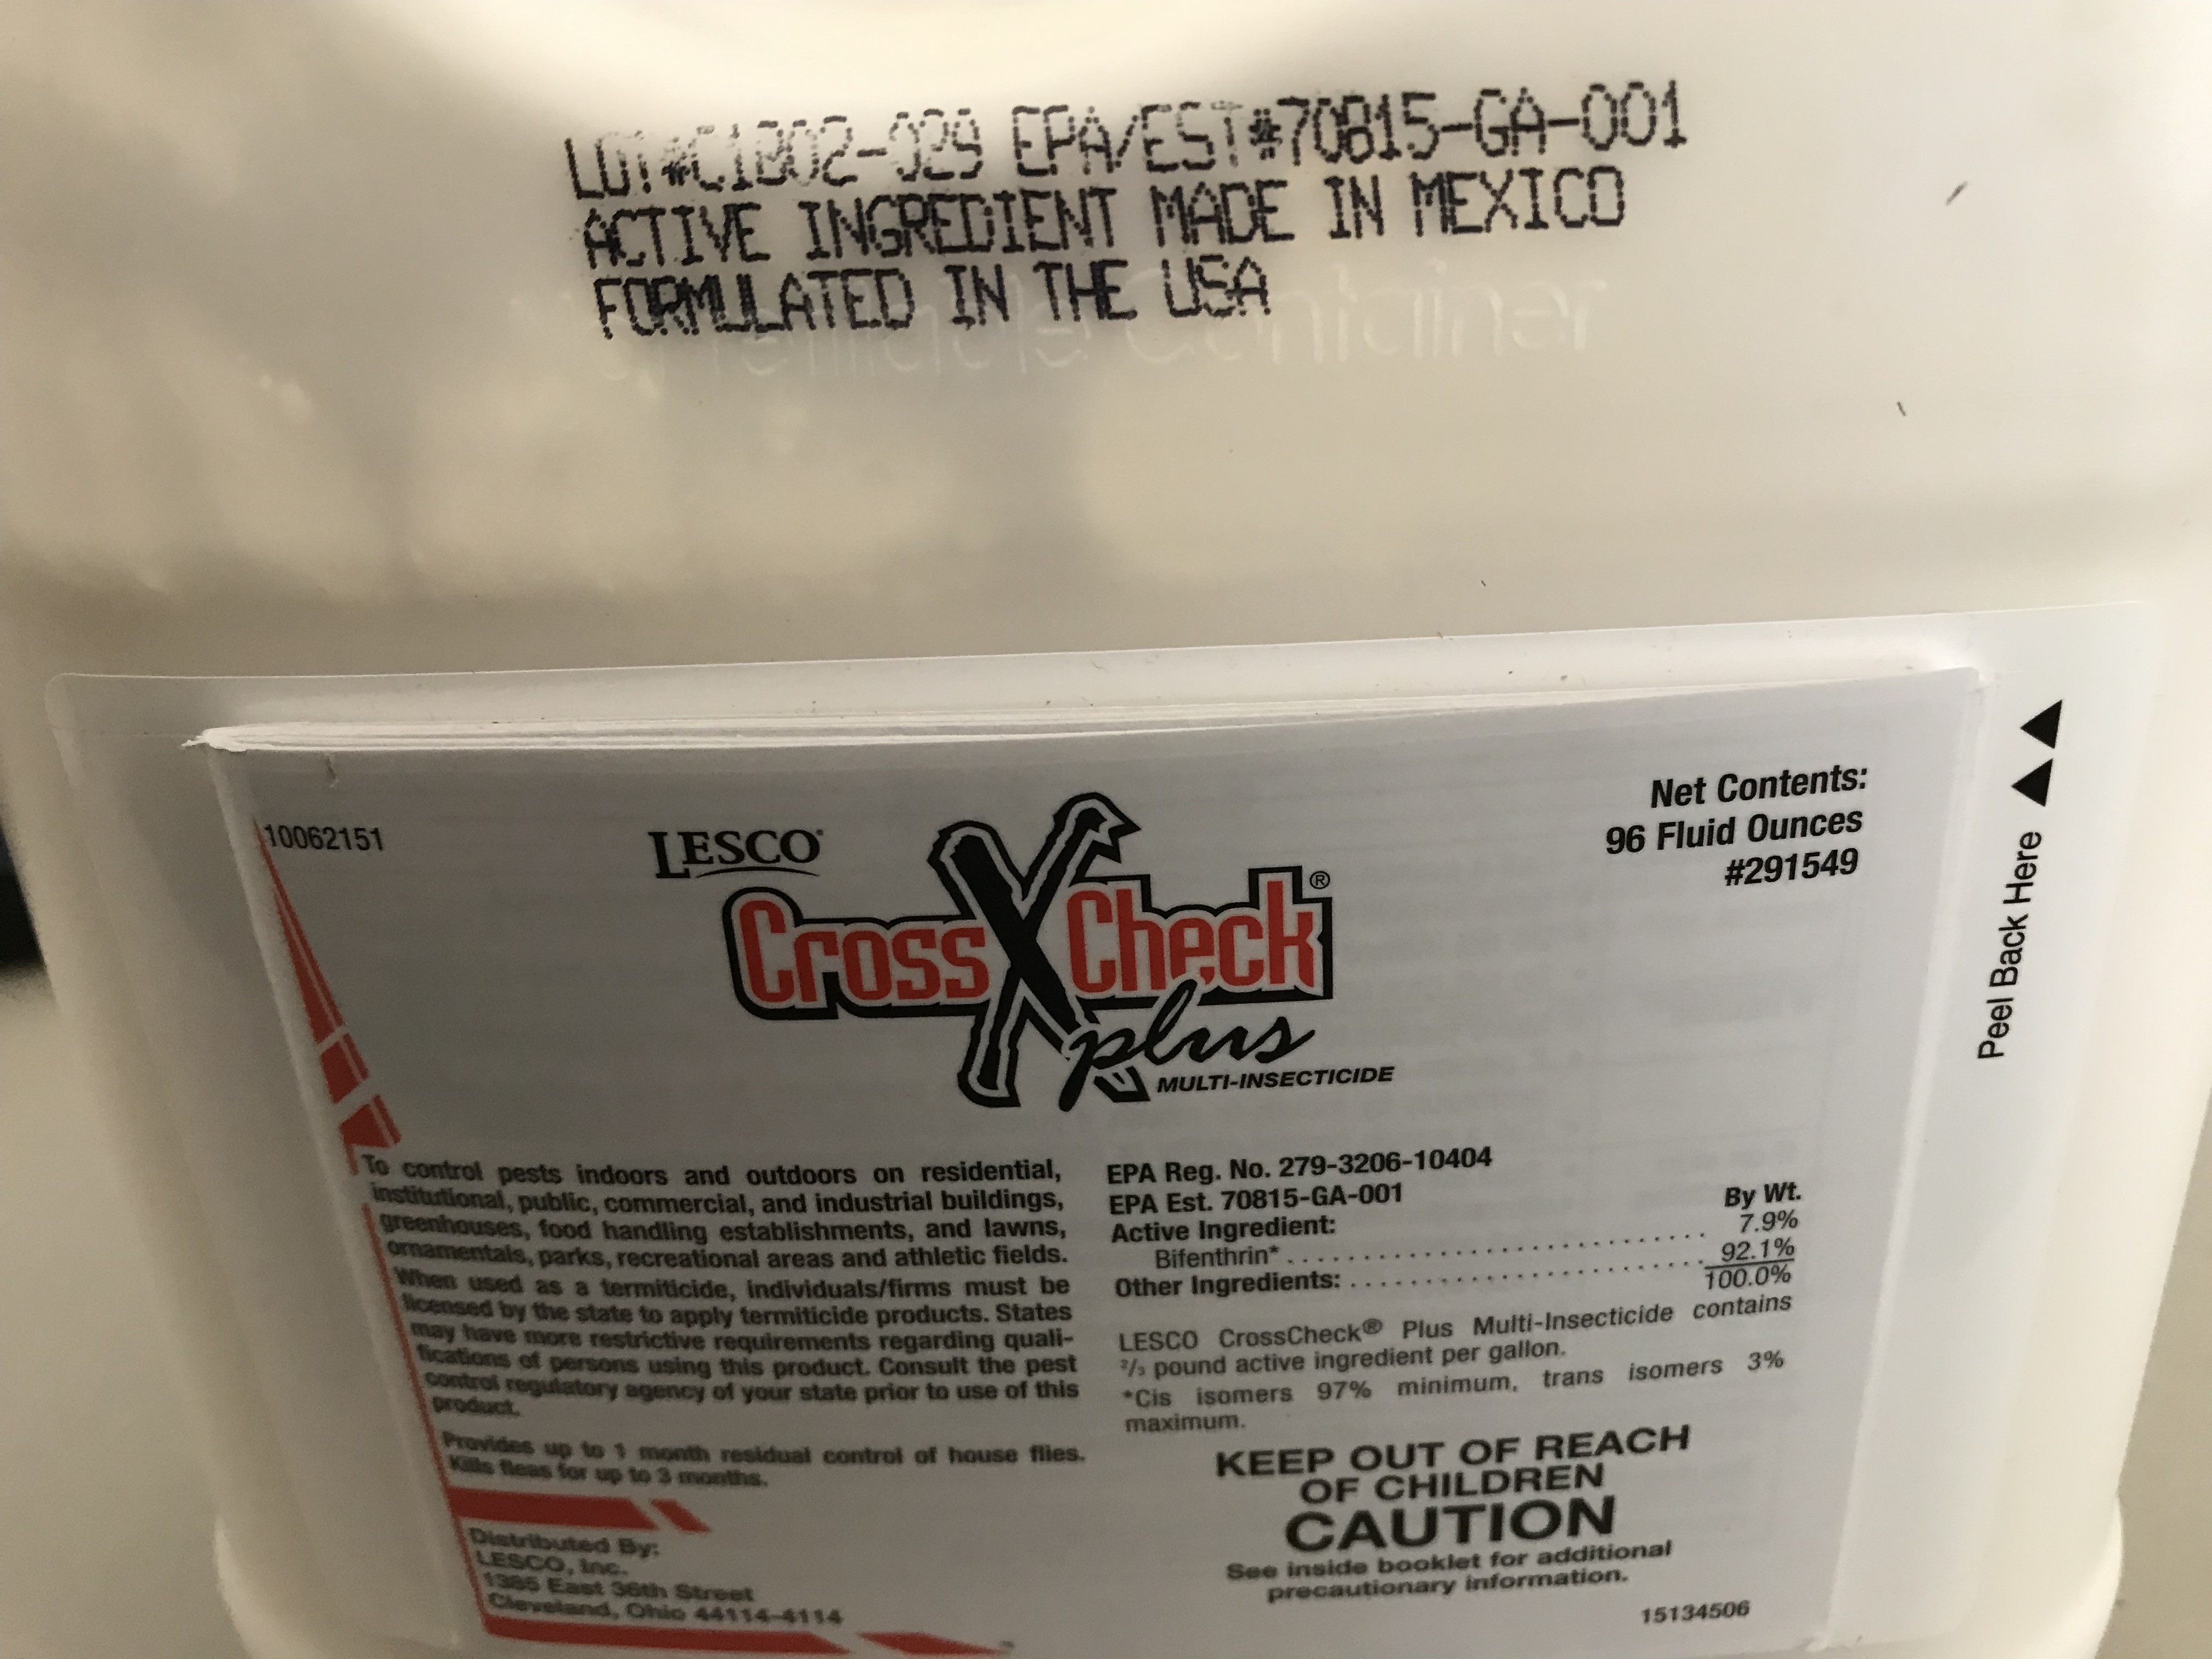 LOT#C1802-029 EPA/EST#70815-GA-001
ACTIVE INGREDIENT MADE IN MEXICO
FORMULATED IN THE USA
refillable Container
Net Contents:
96 Fluid Ounces
#291549
Peel Back Here ▶▶
10062151
LESCO®
CrossCheck®
plus
MULTI-INSECTICIDE
To control pests indoors and outdoors on residential,
institutional, public, commercial, and industrial buildings,
greenhouses, food handling establishments, and lawns,
ornamentals, parks, recreational areas and athletic fields.
When used as a termiticide, individuals/firms must be
licensed by the state to apply termiticide products. States
may have more restrictive requirements regarding quali-
fications of persons using this product. Consult the pest
control regulatory agency of your state prior to use of this
product.
Provides up to 1 month residual control of house flies.
Kills fleas for up to 3 months.
Distributed By:
LESCO, Inc.
1385 East 36th Street
Cleveland, Ohio 44114-4114
EPA Reg. No. 279-3206-10404
EPA Est. 70815-GA-001
By Wt.
Active Ingredient:
Bifenthrin* . . . . . . . . . . . . . . . . . . . . . . . . . . . . 7.9%
Other Ingredients: . . . . . . . . . . . . . . . . . . . . . . . . 92.1%
100.0%
LESCO CrossCheck® Plus Multi-Insecticide contains
²/₃ pound active ingredient per gallon.
*Cis isomers 97% minimum, trans isomers 3%
maximum.
KEEP OUT OF REACH
OF CHILDREN
CAUTION
See inside booklet for additional
precautionary information.
15134506